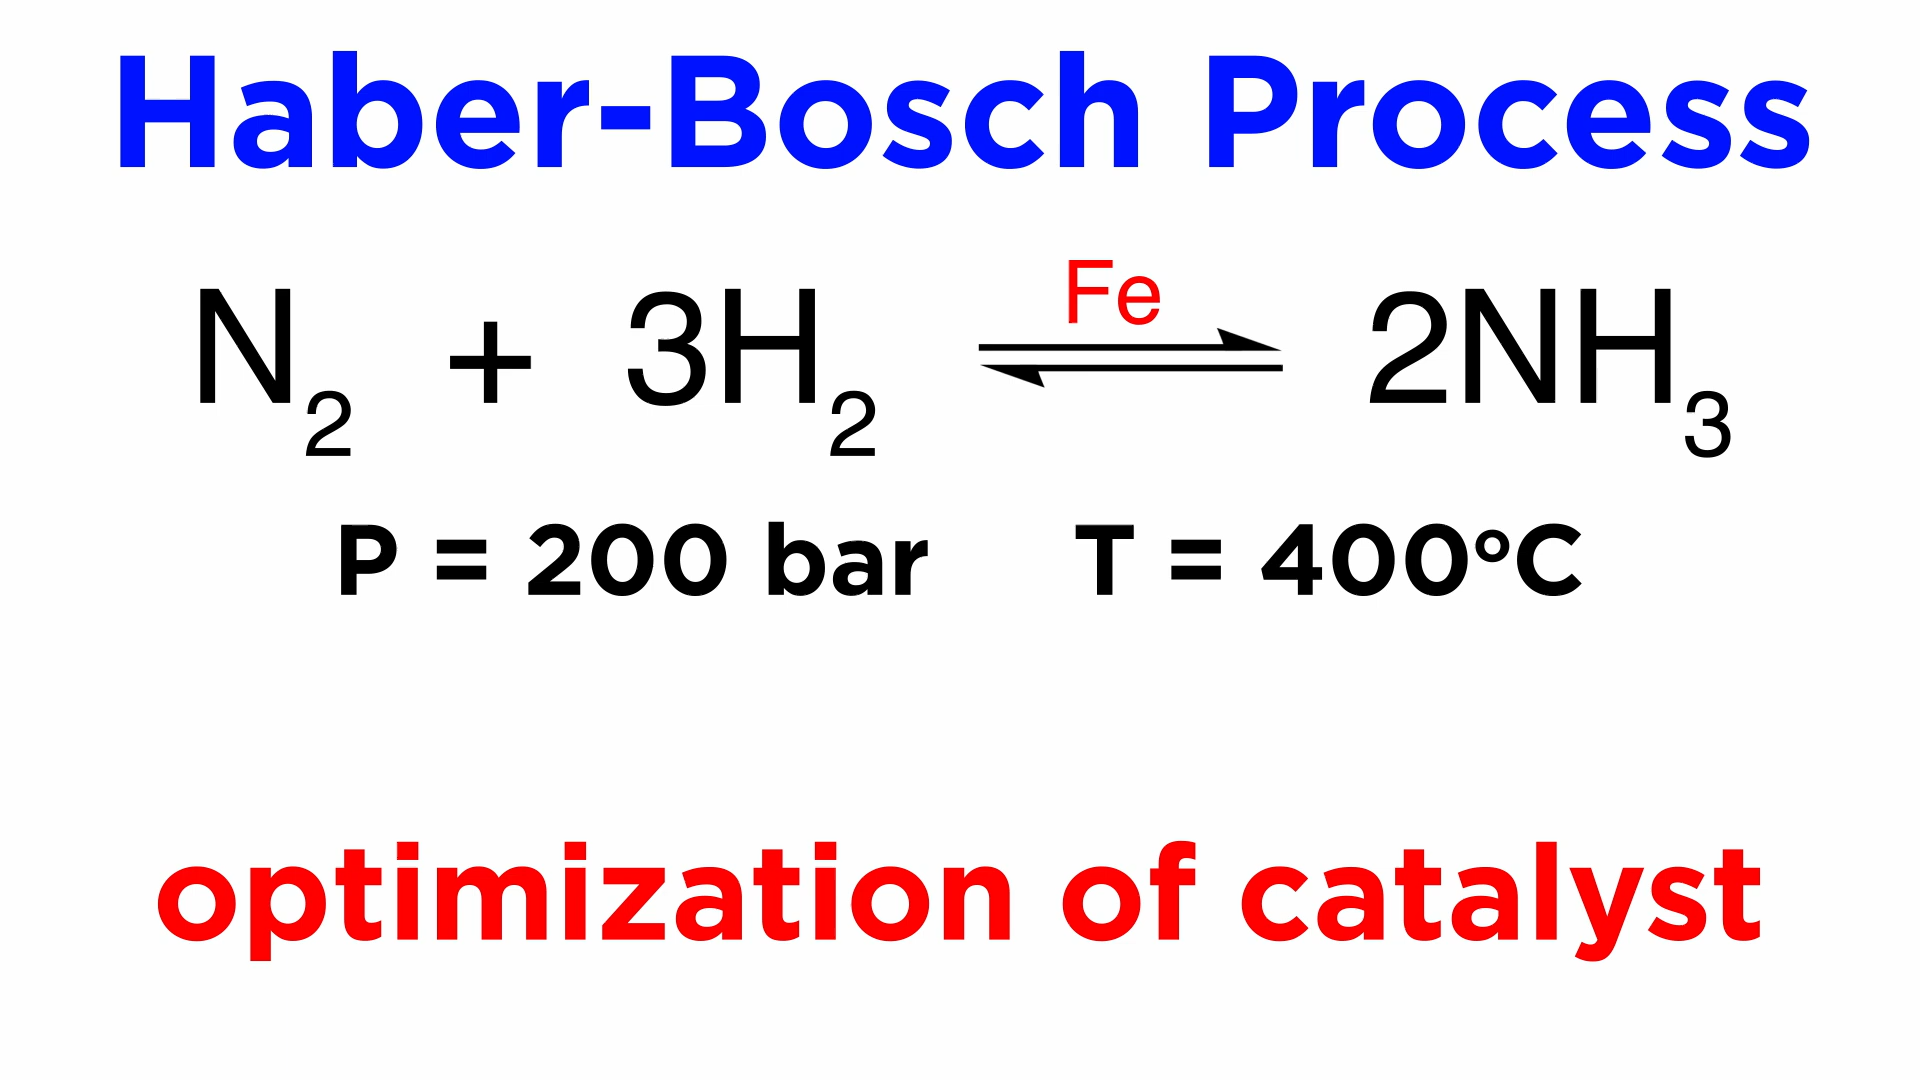 Haber-Bosch Process
Fe
N₂ + 3H₂ ⇌ 2NH₃
P = 200 bar T = 400°C
optimization of catalyst